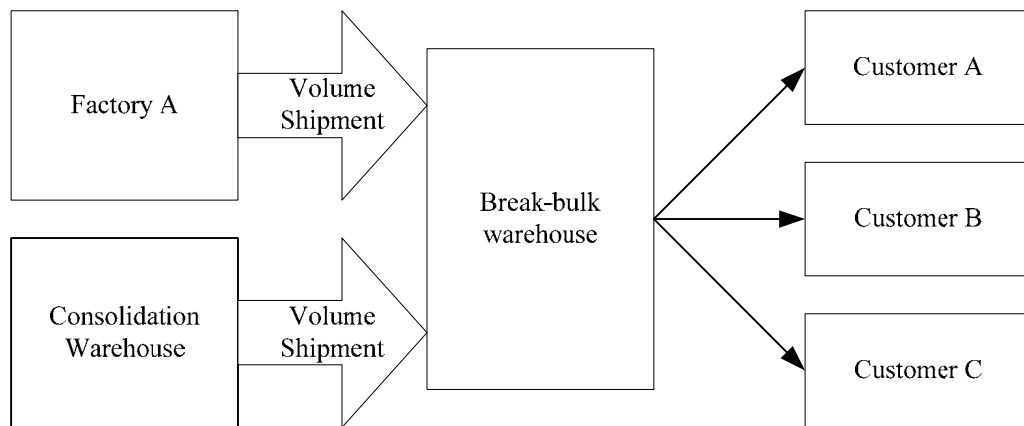 Factory A
Volume
Shipment
Consolidation
Warehouse
Volume
Shipment
Break-bulk
warehouse
Customer A
Customer B
Customer C